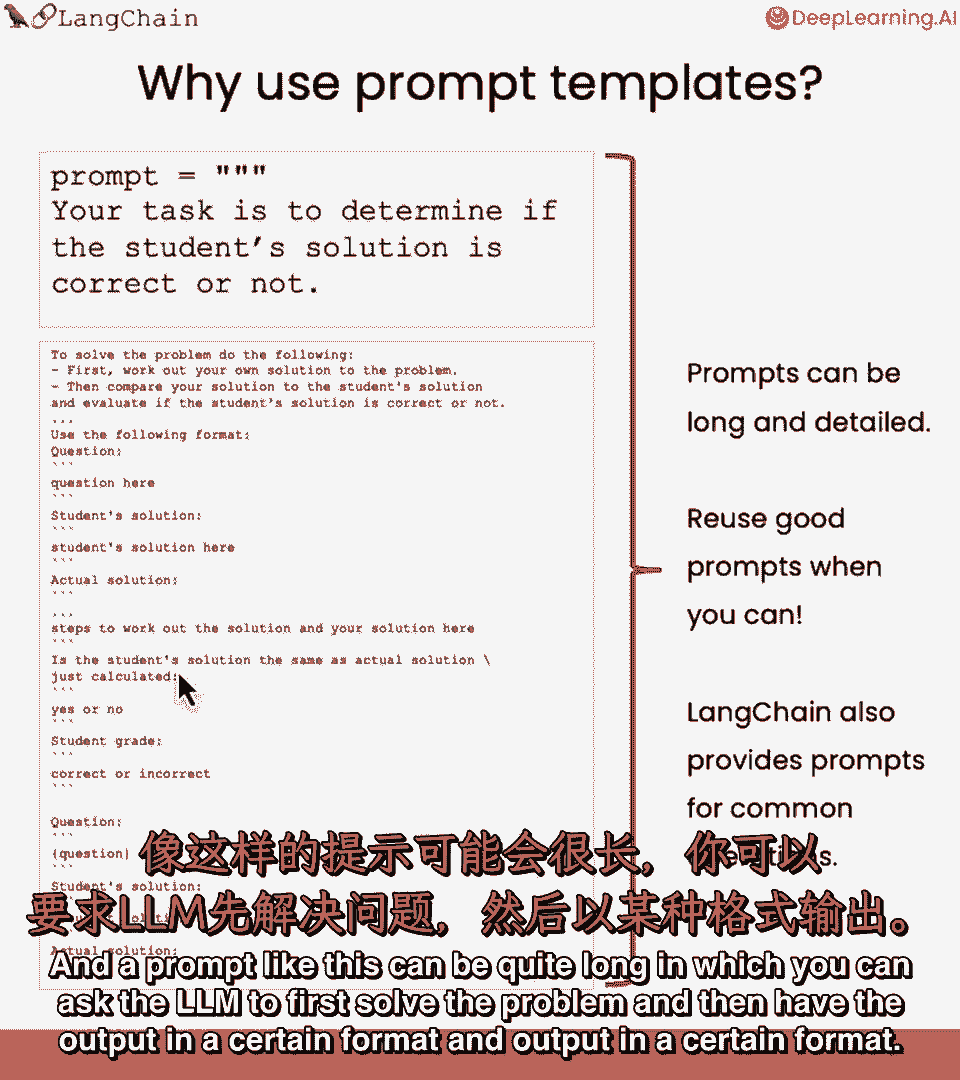 LangChain
DeepLearning.AI
Why use prompt templates?
prompt = """
Your task is to determine if
the student's solution is
correct or not.
To solve the problem do the following:
- First, work out your own solution to the problem.
- Then compare your solution to the student's solution
and evaluate if the student's solution is correct or not.
...
Use the following format:
Question:
```
question here
```
Student's solution:
```
student's solution here
```
Actual solution:
```
...
steps to work out the solution and your solution here
```
Is the student's solution the same as actual solution \
just calculated:
```
yes or no
```
Student grade:
```
correct or incorrect
```
Question:
```
{question}
Student's solution:
Actual solution:
Prompts can be
long and detailed.
Reuse good
prompts when
you can!
LangChain also
provides prompts
for common
像这样的提示可能会很长，你可以
要求LLM先解决问题，然后以某种格式输出。
And a prompt like this can be quite long in which you can
ask the LLM to first solve the problem and then have the
output in a certain format and output in a certain format.